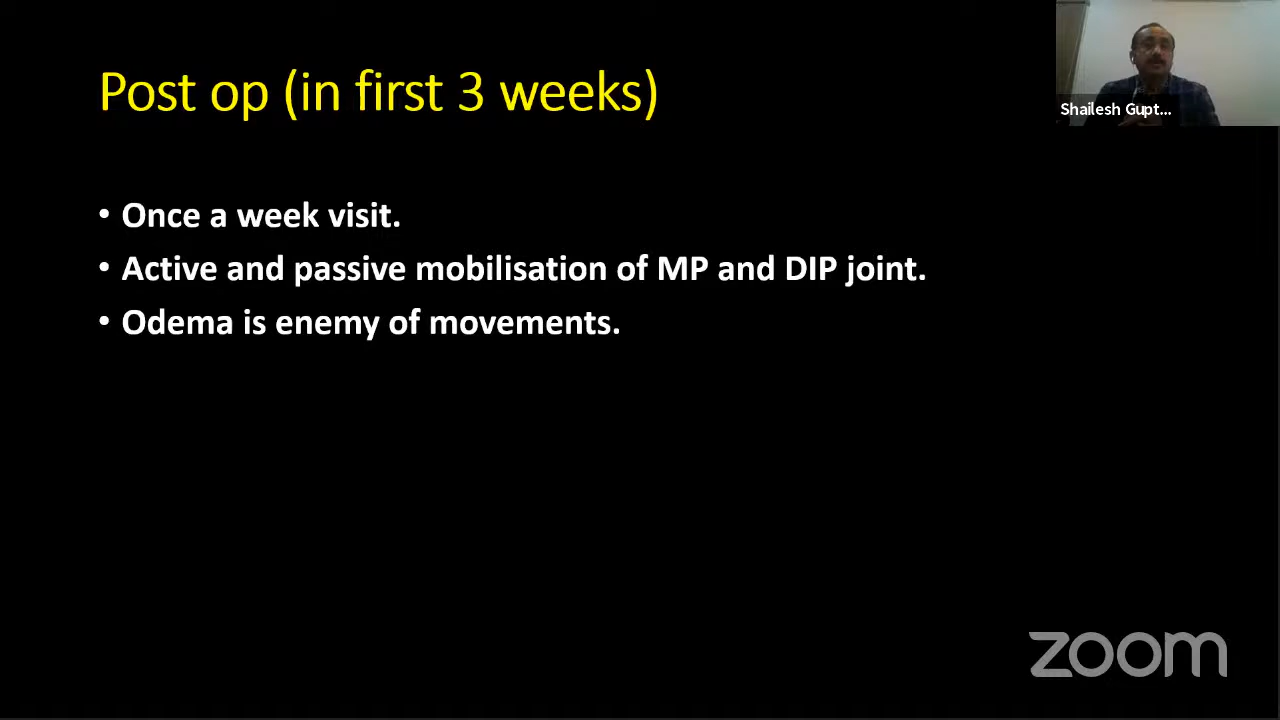 Post op (in first 3 weeks)
Shailesh Gupt...
• Once a week visit.
• Active and passive mobilisation of MP and DIP joint.
• Odema is enemy of movements.
zoom